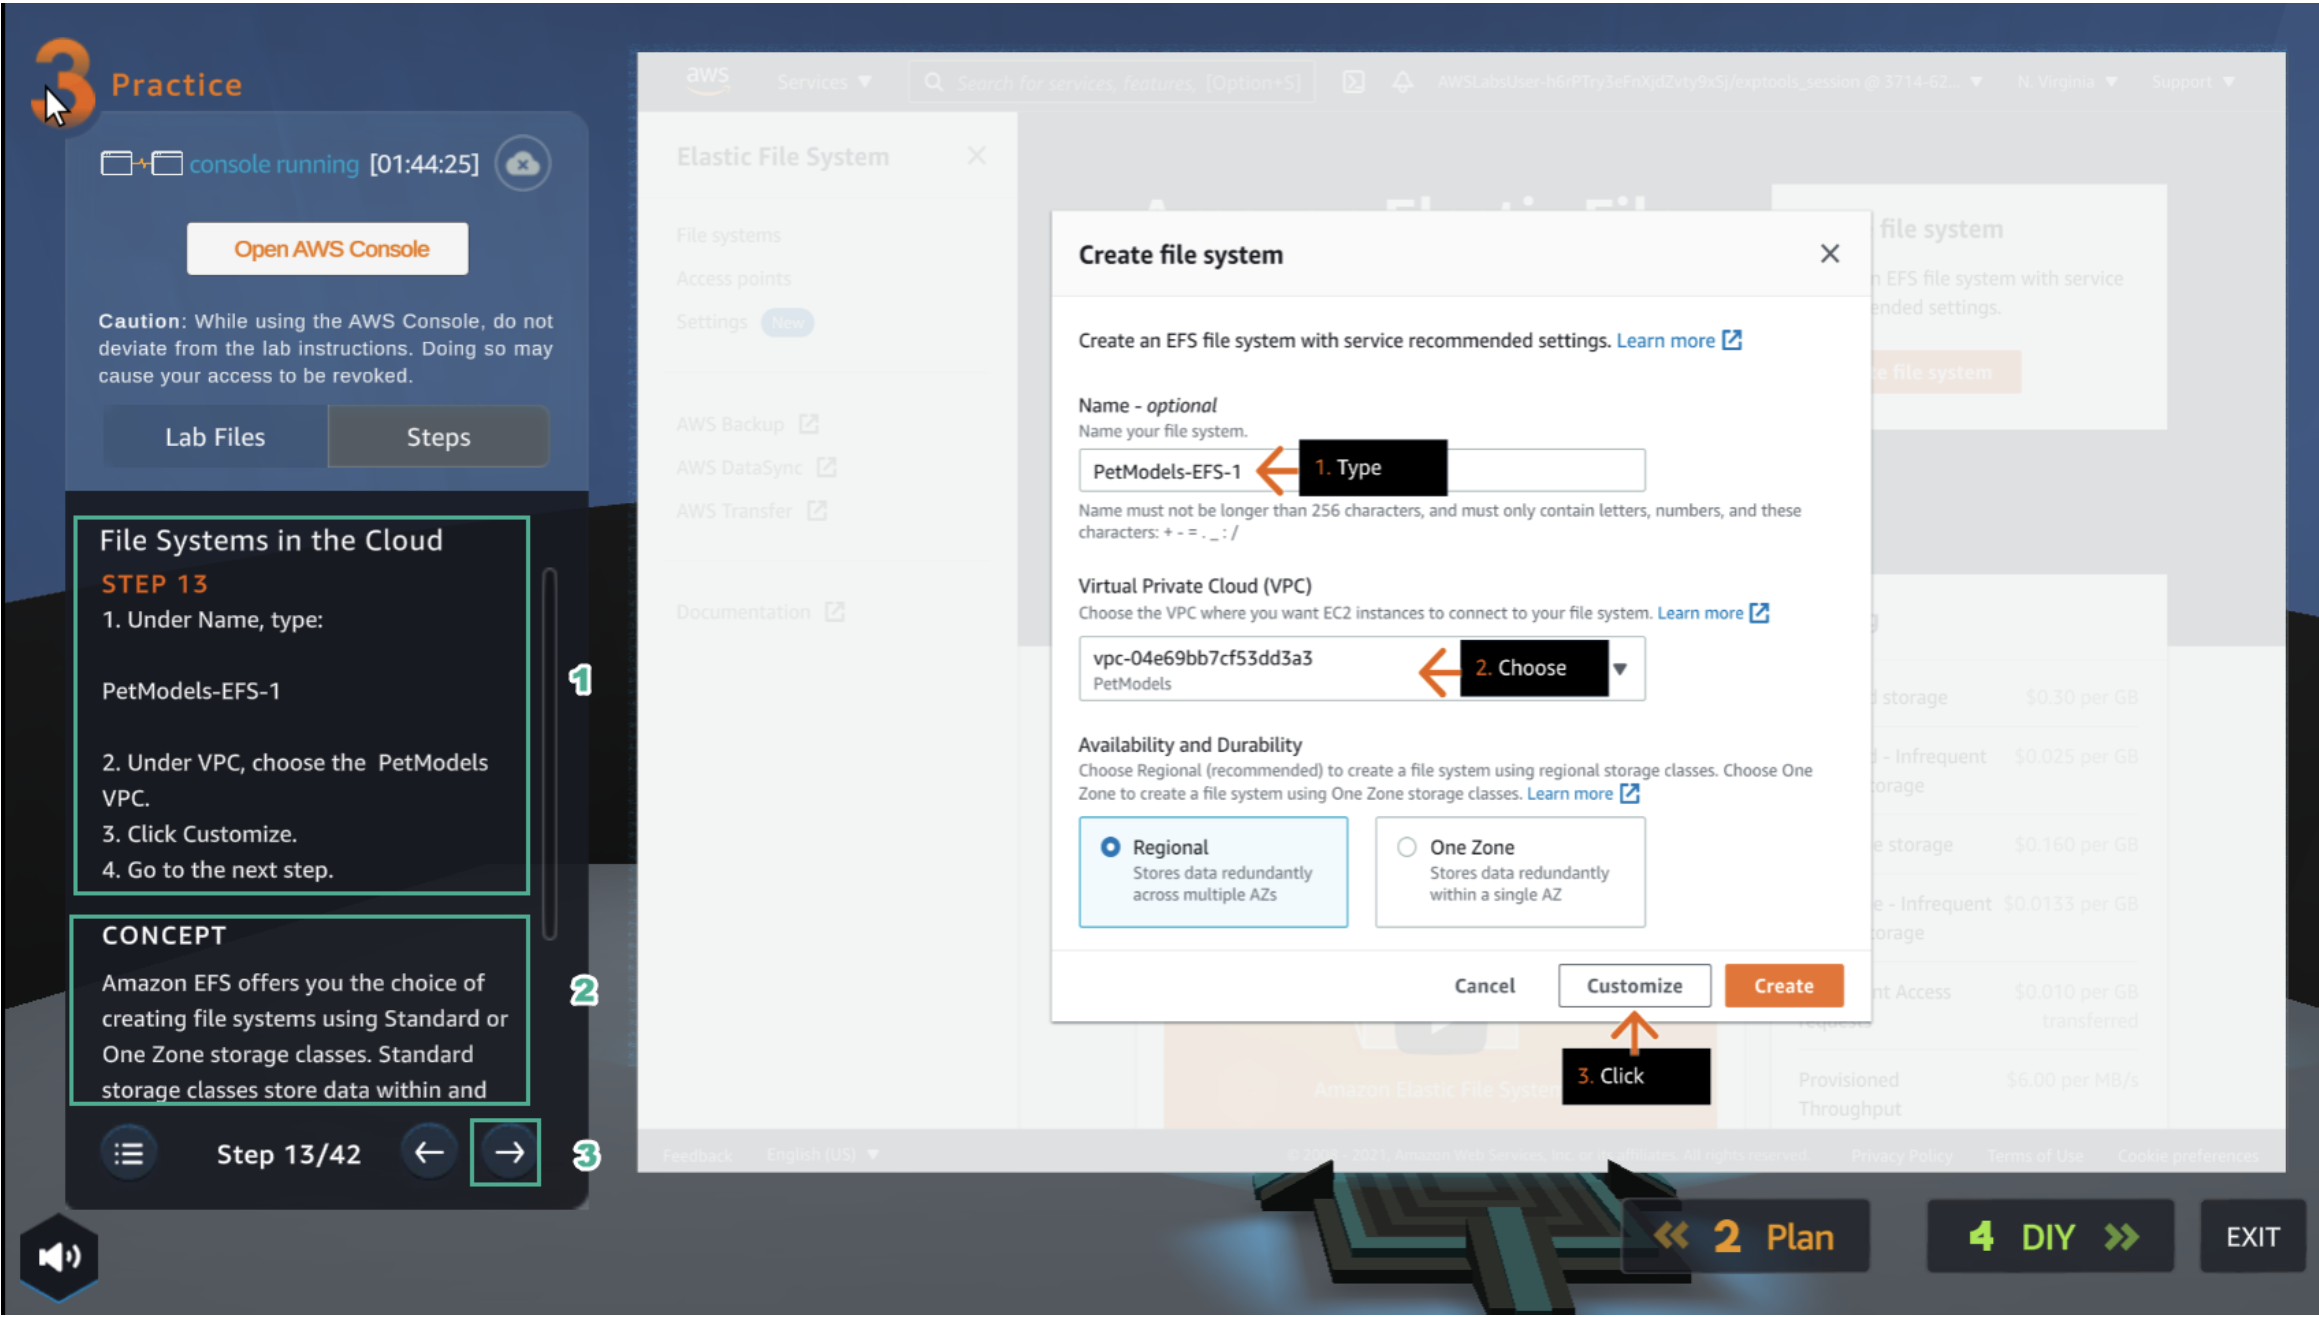 3 Practice
console running [01:44:25]
Open AWS Console
Caution: While using the AWS Console, do not
deviate from the lab instructions. Doing so may
cause your access to be revoked.
Lab Files
Steps
File Systems in the Cloud
STEP 13
1. Under Name, type:
PetModels-EFS-1
2. Under VPC, choose the PetModels
VPC.
3. Click Customize.
4. Go to the next step.
1
CONCEPT
Amazon EFS offers you the choice of
creating file systems using Standard or
One Zone storage classes. Standard
storage classes store data within and
2
Step 13/42
3
aws
Services
Search for services, features, [Option+S]
N. Virginia
Support
Elastic File System
File systems
Access points
Settings New
AWS Backup
AWS DataSync
AWS Transfer
Documentation
Create file system
Create an EFS file system with service recommended settings. Learn more
Name - optional
Name your file system.
PetModels-EFS-1
1. Type
Name must not be longer than 256 characters, and must only contain letters, numbers, and these
characters: + - = . _ : /
Virtual Private Cloud (VPC)
Choose the VPC where you want EC2 instances to connect to your file system. Learn more
vpc-04e69bb7cf53dd3a3
PetModels
2. Choose
Availability and Durability
Choose Regional (recommended) to create a file system using regional storage classes. Choose One
Zone to create a file system using One Zone storage classes. Learn more
Regional
Stores data redundantly
across multiple AZs
One Zone
Stores data redundantly
within a single AZ
Cancel
Customize
Create
3. Click
file system
EFS file system with service
settings.
file system
storage $0.30 per GB
- Infrequent $0.025 per GB
storage $0.160 per GB
- Infrequent $0.0133 per GB
Access $0.010 per GB
requests transferred
Provisioned $6.00 per MB/s
Throughput
Amazon Elastic File System
Feedback
English (US)
2021, Amazon Web Services, Inc. or its affiliates. All rights reserved.
Privacy Policy
Terms of Use
Cookie preferences
2 Plan
4 DIY
EXIT